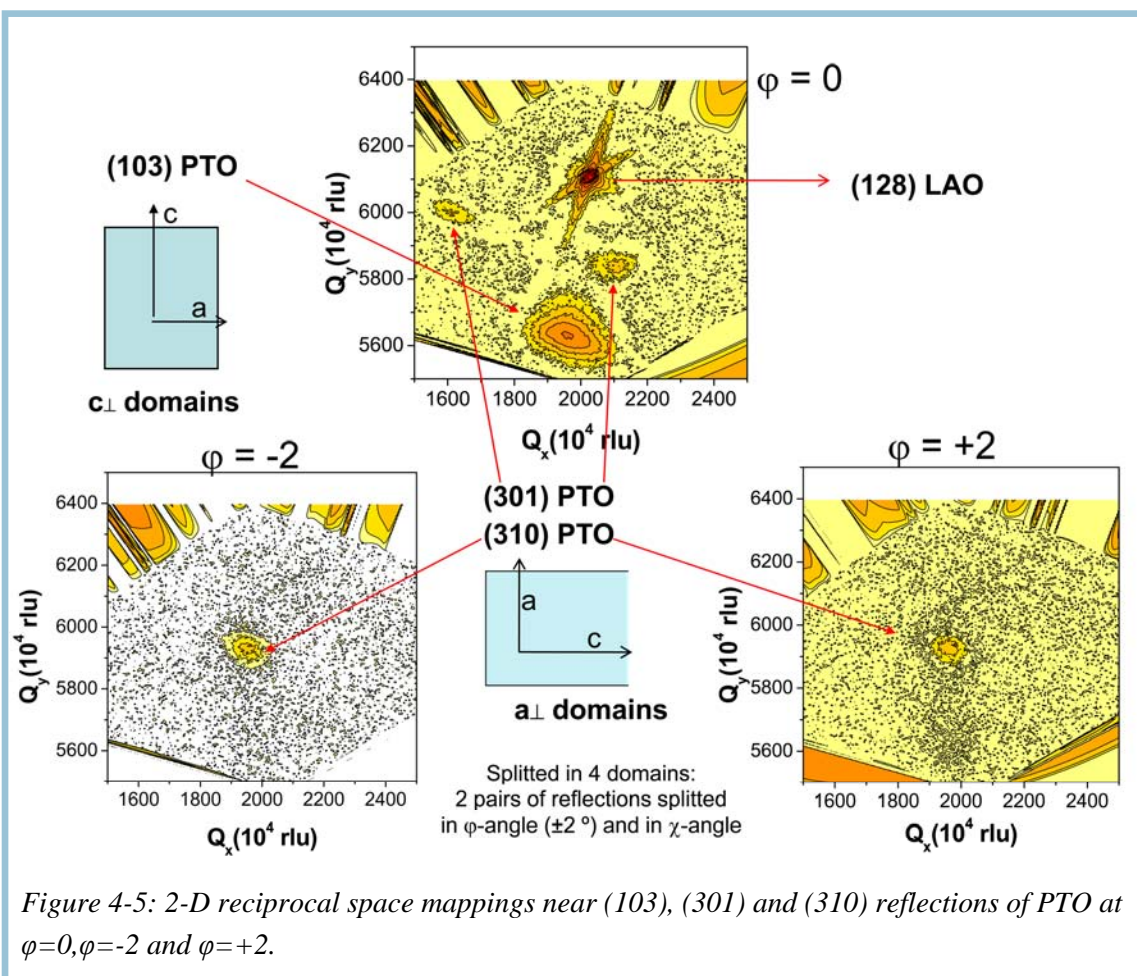 φ = 0
6400
6200
6000
5800
5600
Q_y(10^4 rlu)
1600 1800 2000 2200 2400
Q_x(10^4 rlu)
(103) PTO
(128) LAO
c
a
c⊥ domains
φ = -2
6400
6200
6000
5800
5600
Q_y(10^4 rlu)
1600 1800 2000 2200 2400
Q_x(10^4 rlu)
(301) PTO
(310) PTO
a
c
a⊥ domains
Splitted in 4 domains:
2 pairs of reflections splitted
in φ-angle (±2 º) and in χ-angle
φ = +2
6400
6200
6000
5800
5600
Q_y(10^4 rlu)
1600 1800 2000 2200 2400
Q_x(10^4 rlu)
Figure 4-5: 2-D reciprocal space mappings near (103), (301) and (310) reflections of PTO at
φ=0,φ=-2 and φ=+2.